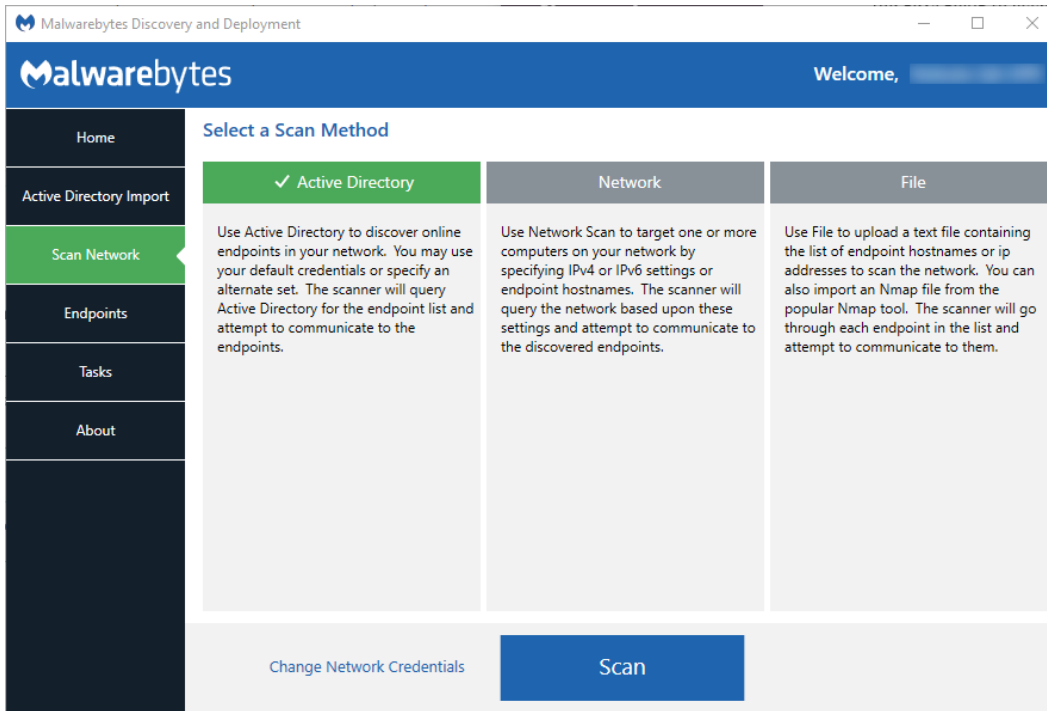 Malwarebytes Discovery and Deployment
Malwarebytes
Welcome,
Home
Active Directory Import
Scan Network
Endpoints
Tasks
About
Select a Scan Method
Active Directory
Use Active Directory to discover online
endpoints in your network. You may use
your default credentials or specify an
alternate set. The scanner will query
Active Directory for the endpoint list and
attempt to communicate to the
endpoints.
Network
Use Network Scan to target one or more
computers on your network by
specifying IPv4 or IPv6 settings or
endpoint hostnames. The scanner will
query the network based upon these
settings and attempt to communicate to
the discovered endpoints.
File
Use File to upload a text file containing
the list of endpoint hostnames or ip
addresses to scan the network. You can
also import an Nmap file from the
popular Nmap tool. The scanner will go
through each endpoint in the list and
attempt to communicate to them.
Change Network Credentials
Scan